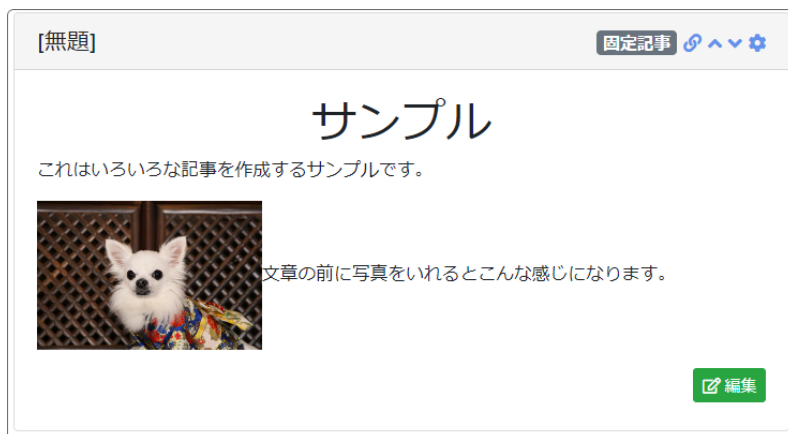 [無題]
固定記事
サンプル
これはいろいろな記事を作成するサンプルです。
文章の前に写真をいれるとこんな感じになります。
編集